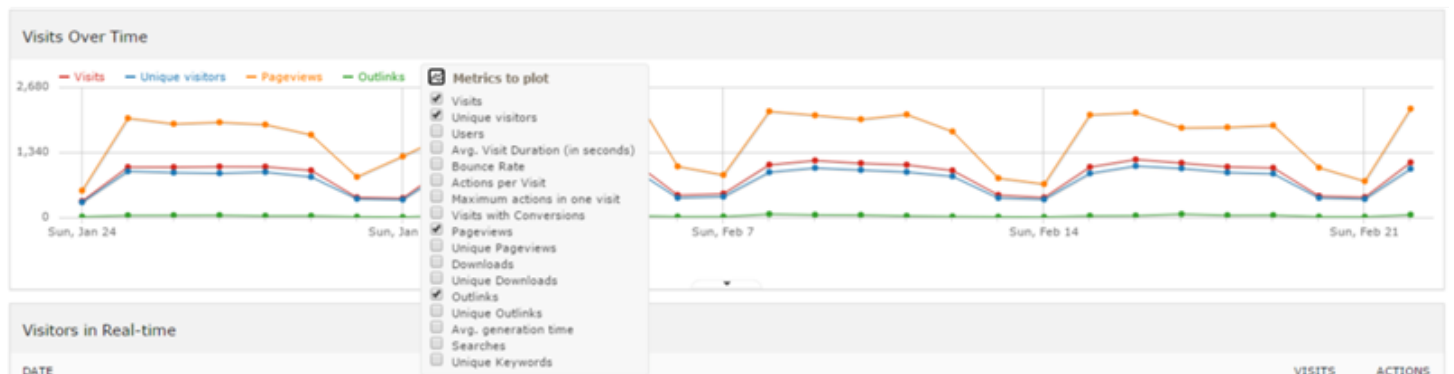 Visits Over Time
Visits Unique visitors Pageviews Outlinks
2,680
1,340
0
Sun, Jan 24 Sun, Jan Sun, Feb 7 Sun, Feb 14 Sun, Feb 21
Metrics to plot
Visits
Unique visitors
Users
Avg. Visit Duration (in seconds)
Bounce Rate
Actions per Visit
Maximum actions in one visit
Visits with Conversions
Pageviews
Unique Pageviews
Downloads
Unique Downloads
Outlinks
Unique Outlinks
Avg. generation time
Searches
Unique Keywords
Visitors in Real-time
DATE VISITS ACTIONS